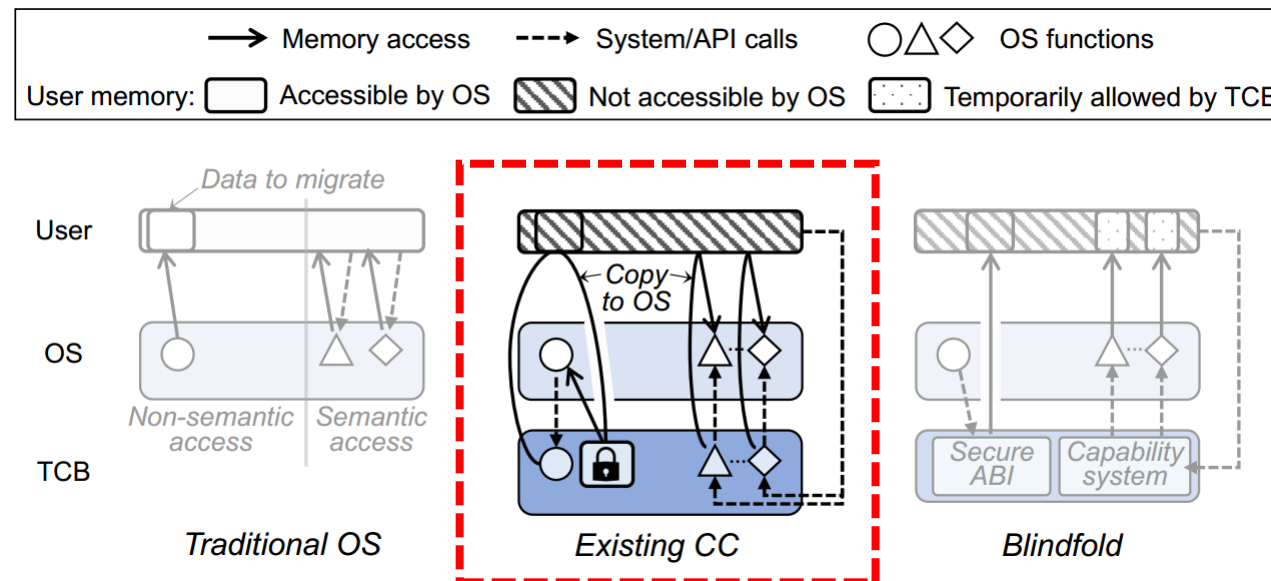 Memory access System/API calls OS functions
User memory: Accessible by OS Not accessible by OS Temporarily allowed by TCB
Data to migrate
User
Copy
to OS
OS
Non-semantic access
Semantic access
TCB
Secure ABI
Capability system
Traditional OS Existing CC Blindfold